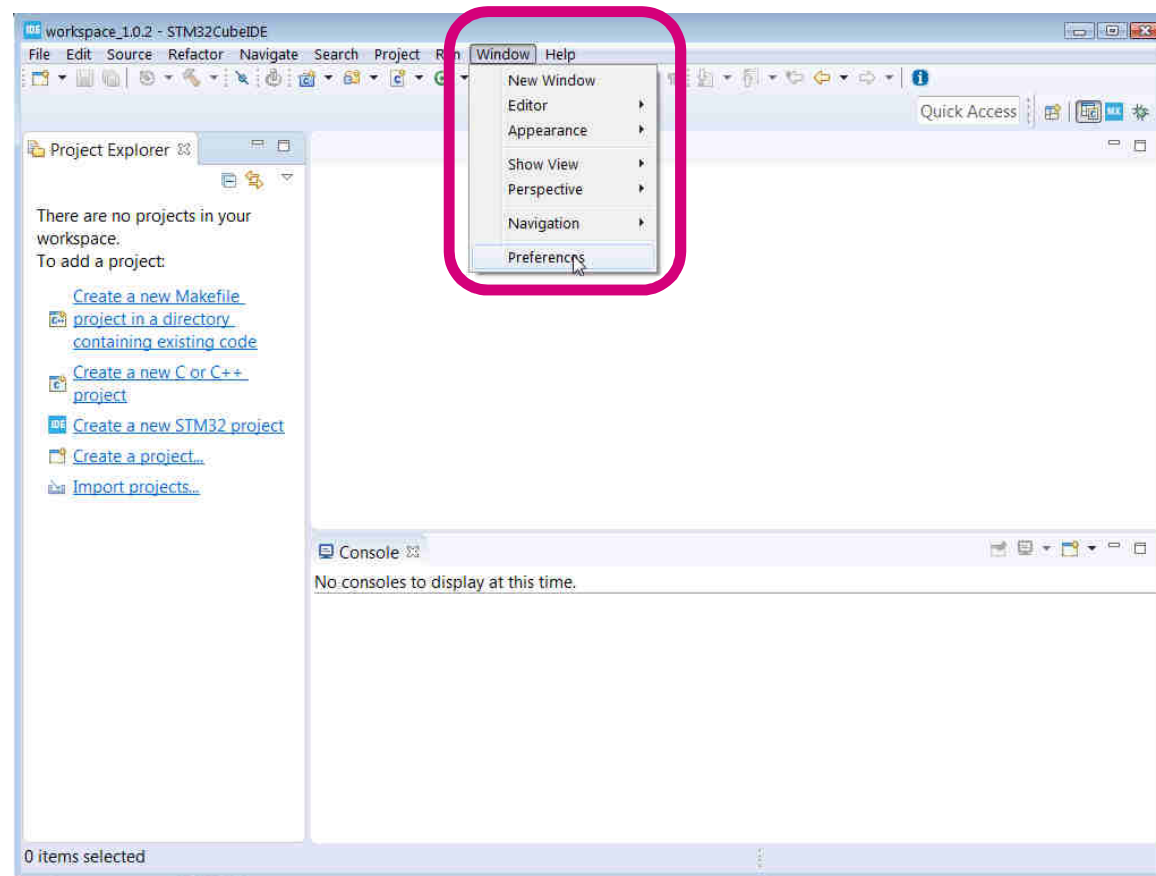 IDE workspace_1.0.2 - STM32CubeIDE
File Edit Source Refactor Navigate Search Project Run Window Help
New Window
Editor
Appearance
Show View
Perspective
Navigation
Preferences
Quick Access
Project Explorer
There are no projects in your
workspace.
To add a project:
Create a new Makefile
project in a directory
containing existing code
Create a new C or C++
project
IDE Create a new STM32 project
Create a project...
Import projects...
Console
No consoles to display at this time.
0 items selected